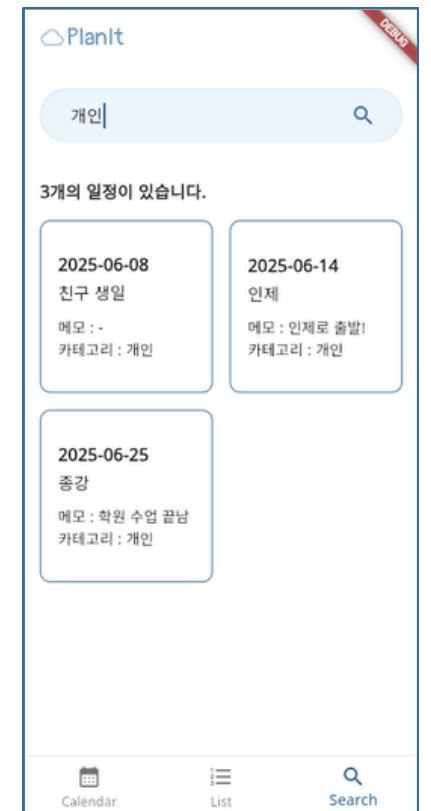 PlanIt
DEBUG
개인
3개의 일정이 있습니다.
2025-06-08
친구 생일
메모 : -
카테고리 : 개인
2025-06-14
인제
메모 : 인제로 출발!
카테고리 : 개인
2025-06-25
종강
메모 : 학원 수업 끝남
카테고리 : 개인
Calendar
List
Search